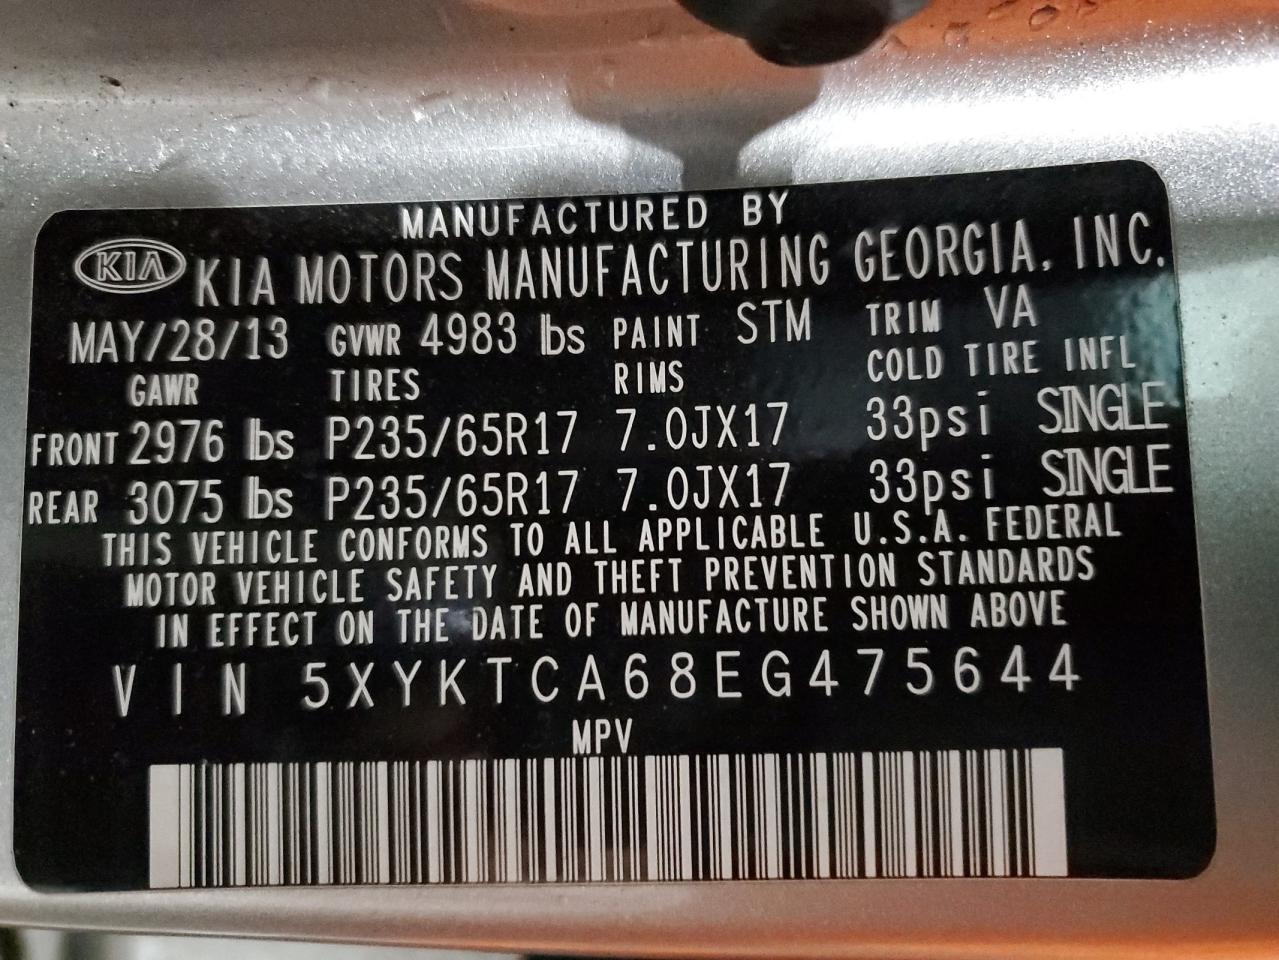 MANUFACTURED BY
KIA KIA MOTORS MANUFACTURING GEORGIA, INC.
MAY/28/13 GVWR 4983 lbs PAINT STM TRIM VA
GAWR TIRES RIMS COLD TIRE INFL
FRONT 2976 lbs P235/65R17 7.0JX17 33psi SINGLE
REAR 3075 lbs P235/65R17 7.0JX17 33psi SINGLE
THIS VEHICLE CONFORMS TO ALL APPLICABLE U.S.A. FEDERAL
MOTOR VEHICLE SAFETY AND THEFT PREVENTION STANDARDS
IN EFFECT ON THE DATE OF MANUFACTURE SHOWN ABOVE
VIN 5XYKTCA68EG475644
MPV